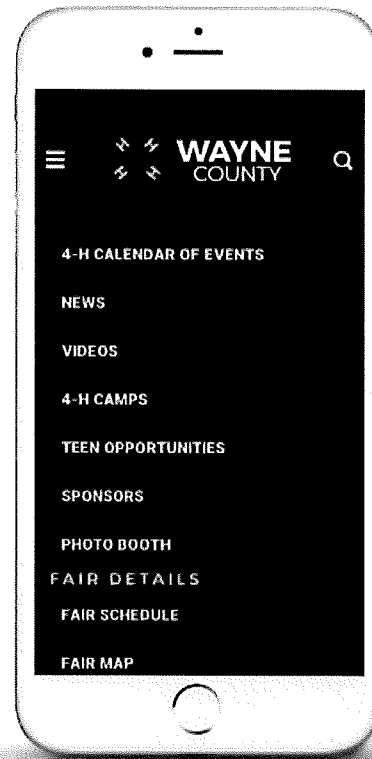 WAYNE
COUNTY
4-H CALENDAR OF EVENTS
NEWS
VIDEOS
4-H CAMPS
TEEN OPPORTUNITIES
SPONSORS
PHOTO BOOTH
FAIR DETAILS
FAIR SCHEDULE
FAIR MAP